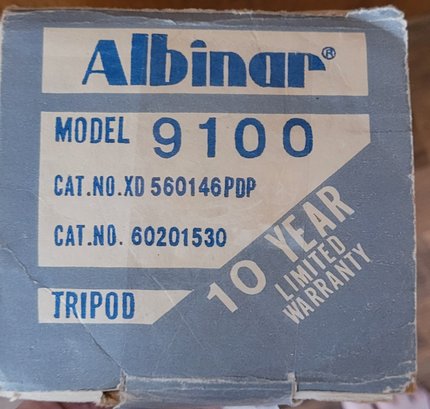 Albinar®
MODEL 9100
CAT.NO.XD 560146PDP
CAT.NO. 60201530
TRIPOD
10 YEAR
LIMITED
WARRANTY